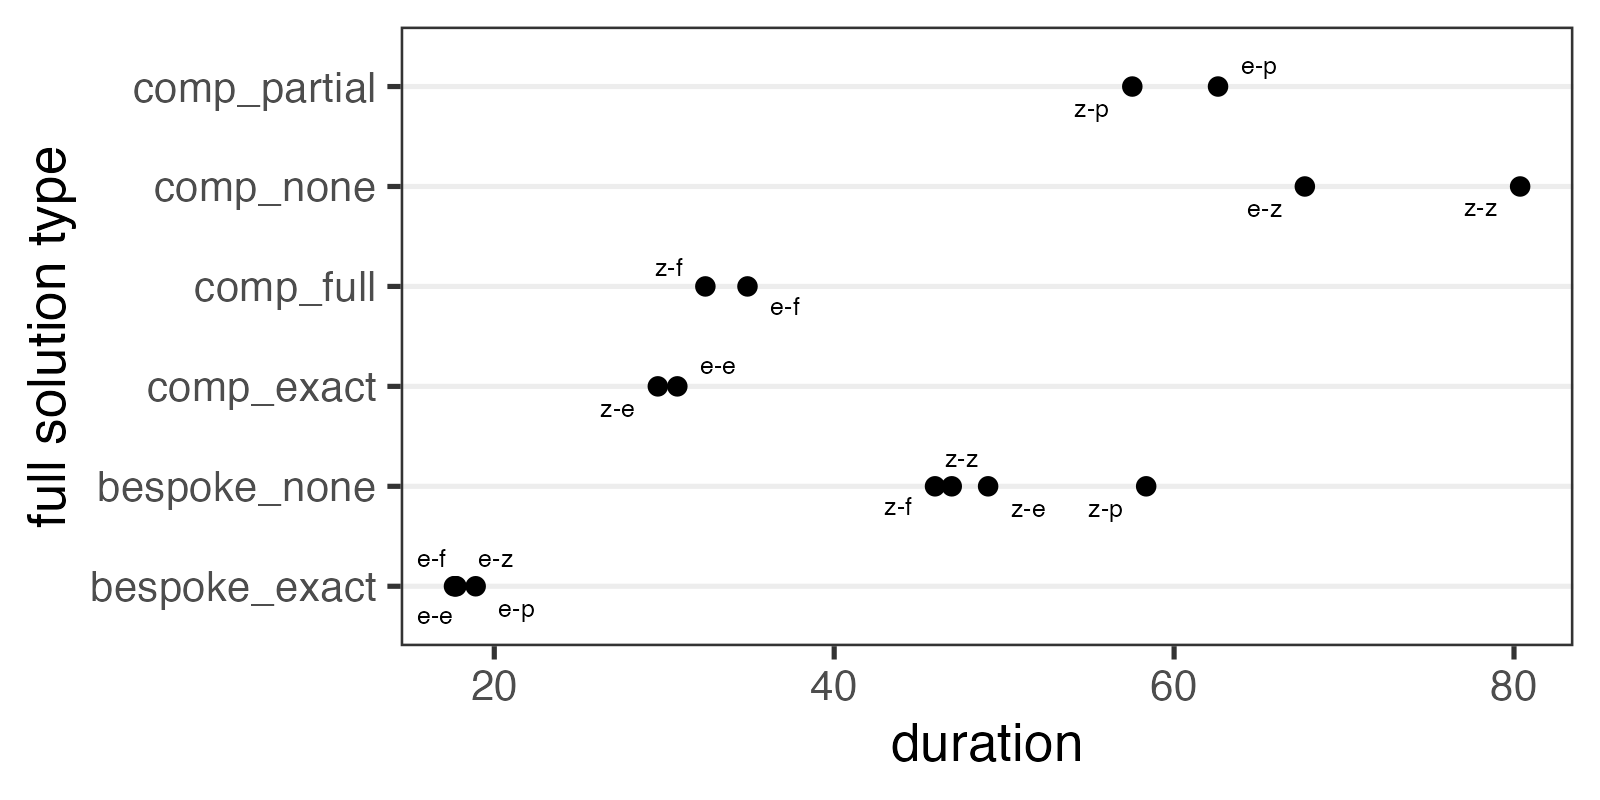 full solution type
comp_partial
z-p
e-p
comp_none
e-z
z-z
comp_full
z-f
e-f
comp_exact
z-e
e-e
bespoke_none
z-f
z-z
z-e
z-p
bespoke_exact
e-f
e-z
e-e
e-p
20 40 60 80
duration